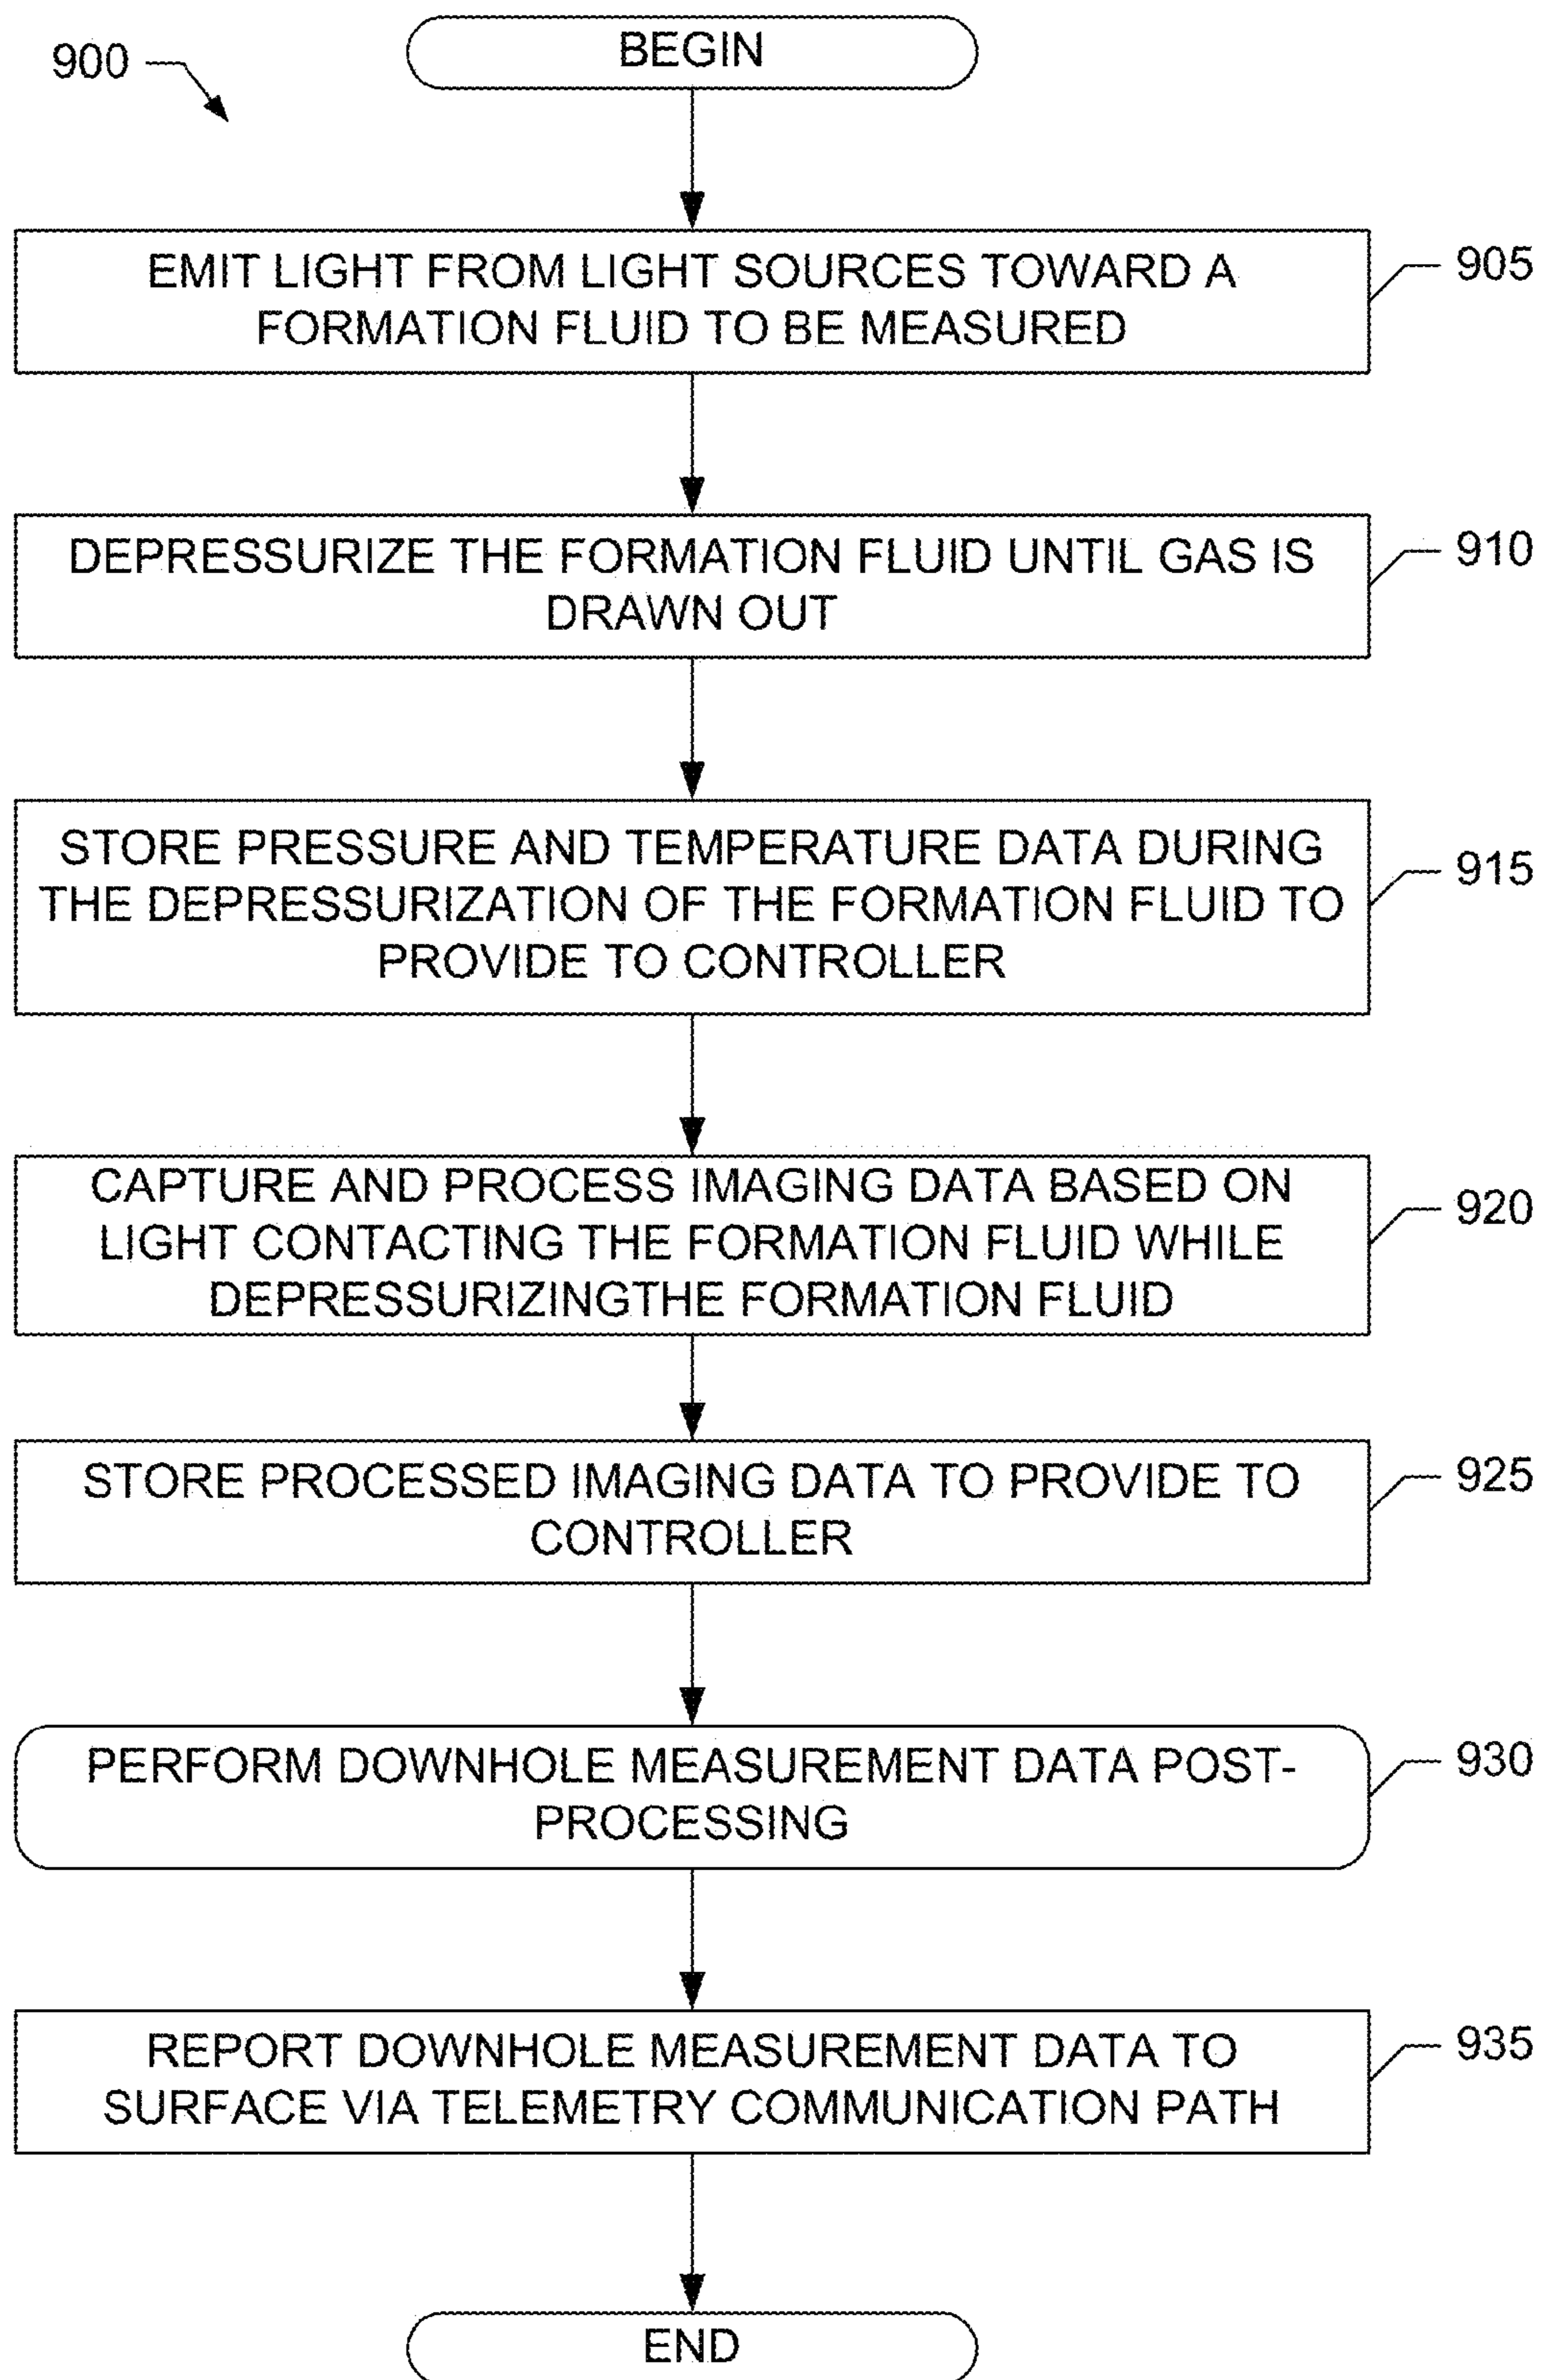 900
BEGIN
EMIT LIGHT FROM LIGHT SOURCES TOWARD A
FORMATION FLUID TO BE MEASURED
905
DEPRESSURIZE THE FORMATION FLUID UNTIL GAS IS
DRAWN OUT
910
STORE PRESSURE AND TEMPERATURE DATA DURING
THE DEPRESSURIZATION OF THE FORMATION FLUID TO
PROVIDE TO CONTROLLER
915
CAPTURE AND PROCESS IMAGING DATA BASED ON
LIGHT CONTACTING THE FORMATION FLUID WHILE
DEPRESSURIZINGTHE FORMATION FLUID
920
STORE PROCESSED IMAGING DATA TO PROVIDE TO
CONTROLLER
925
PERFORM DOWNHOLE MEASUREMENT DATA POST-
PROCESSING
930
REPORT DOWNHOLE MEASUREMENT DATA TO
SURFACE VIA TELEMETRY COMMUNICATION PATH
935
END